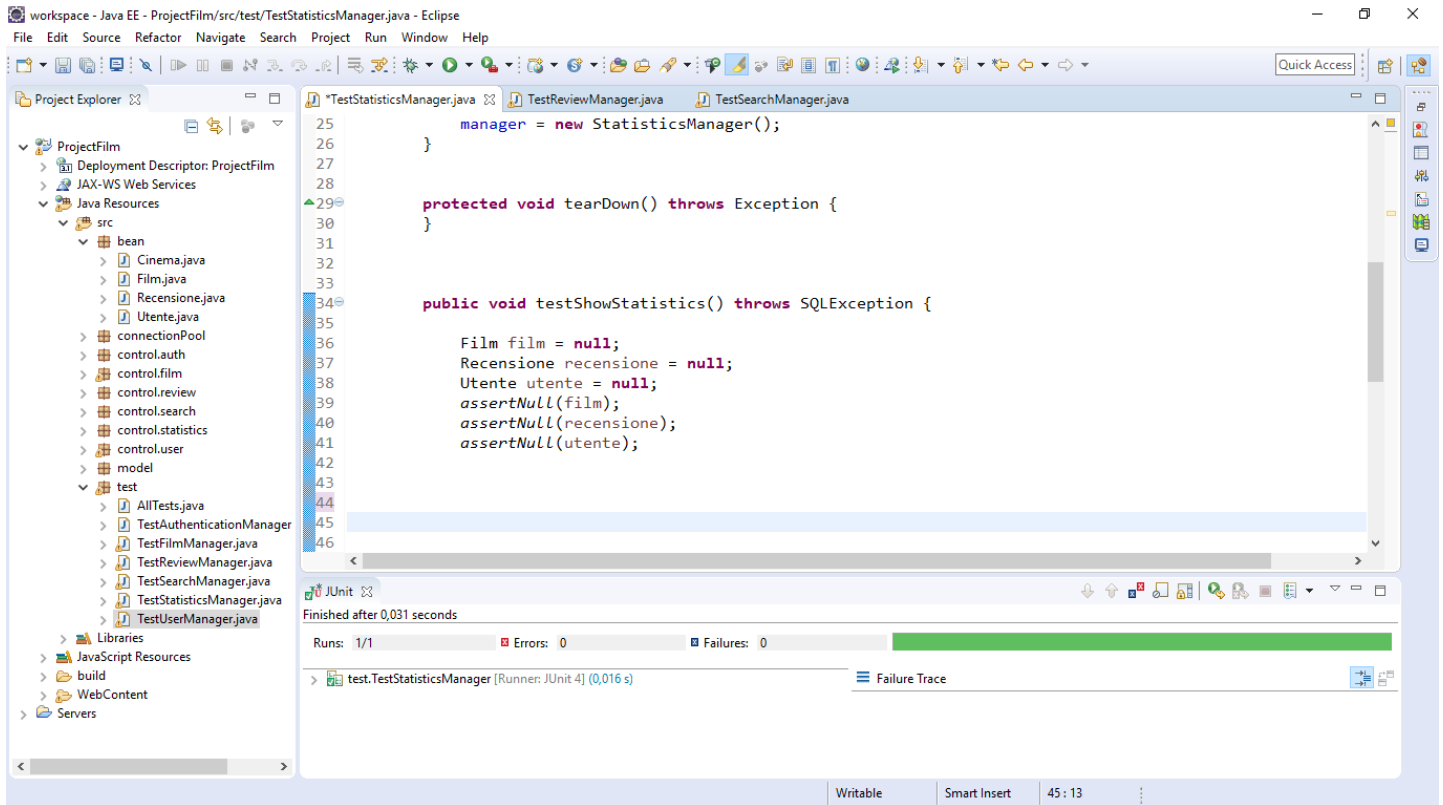 workspace - Java EE - ProjectFilm/src/test/TestStatisticsManager.java - Eclipse
File Edit Source Refactor Navigate Search Project Run Window Help
Quick Access
Project Explorer
ProjectFilm
Deployment Descriptor: ProjectFilm
JAX-WS Web Services
Java Resources
src
bean
Cinema.java
Film.java
Recensione.java
Utente.java
connectionPool
control.auth
control.film
control.review
control.search
control.statistics
control.user
model
test
AllTests.java
TestAuthenticationManager
TestFilmManager.java
TestReviewManager.java
TestSearchManager.java
TestStatisticsManager.java
TestUserManager.java
Libraries
JavaScript Resources
build
WebContent
Servers
*TestStatisticsManager.java TestReviewManager.java TestSearchManager.java
25 manager = new StatisticsManager();
26 }
27
28
29 protected void tearDown() throws Exception {
30 }
31
32
33
34 public void testShowStatistics() throws SQLException {
35
36 Film film = null;
37 Recensione recensione = null;
38 Utente utente = null;
39 assertNull(film);
40 assertNull(recensione);
41 assertNull(utente);
42
43
44
45
46
JUnit
Finished after 0,031 seconds
Runs: 1/1 Errors: 0 Failures: 0
test.TestStatisticsManager [Runner: JUnit 4] (0,016 s)
Failure Trace
Writable Smart Insert 45 : 13